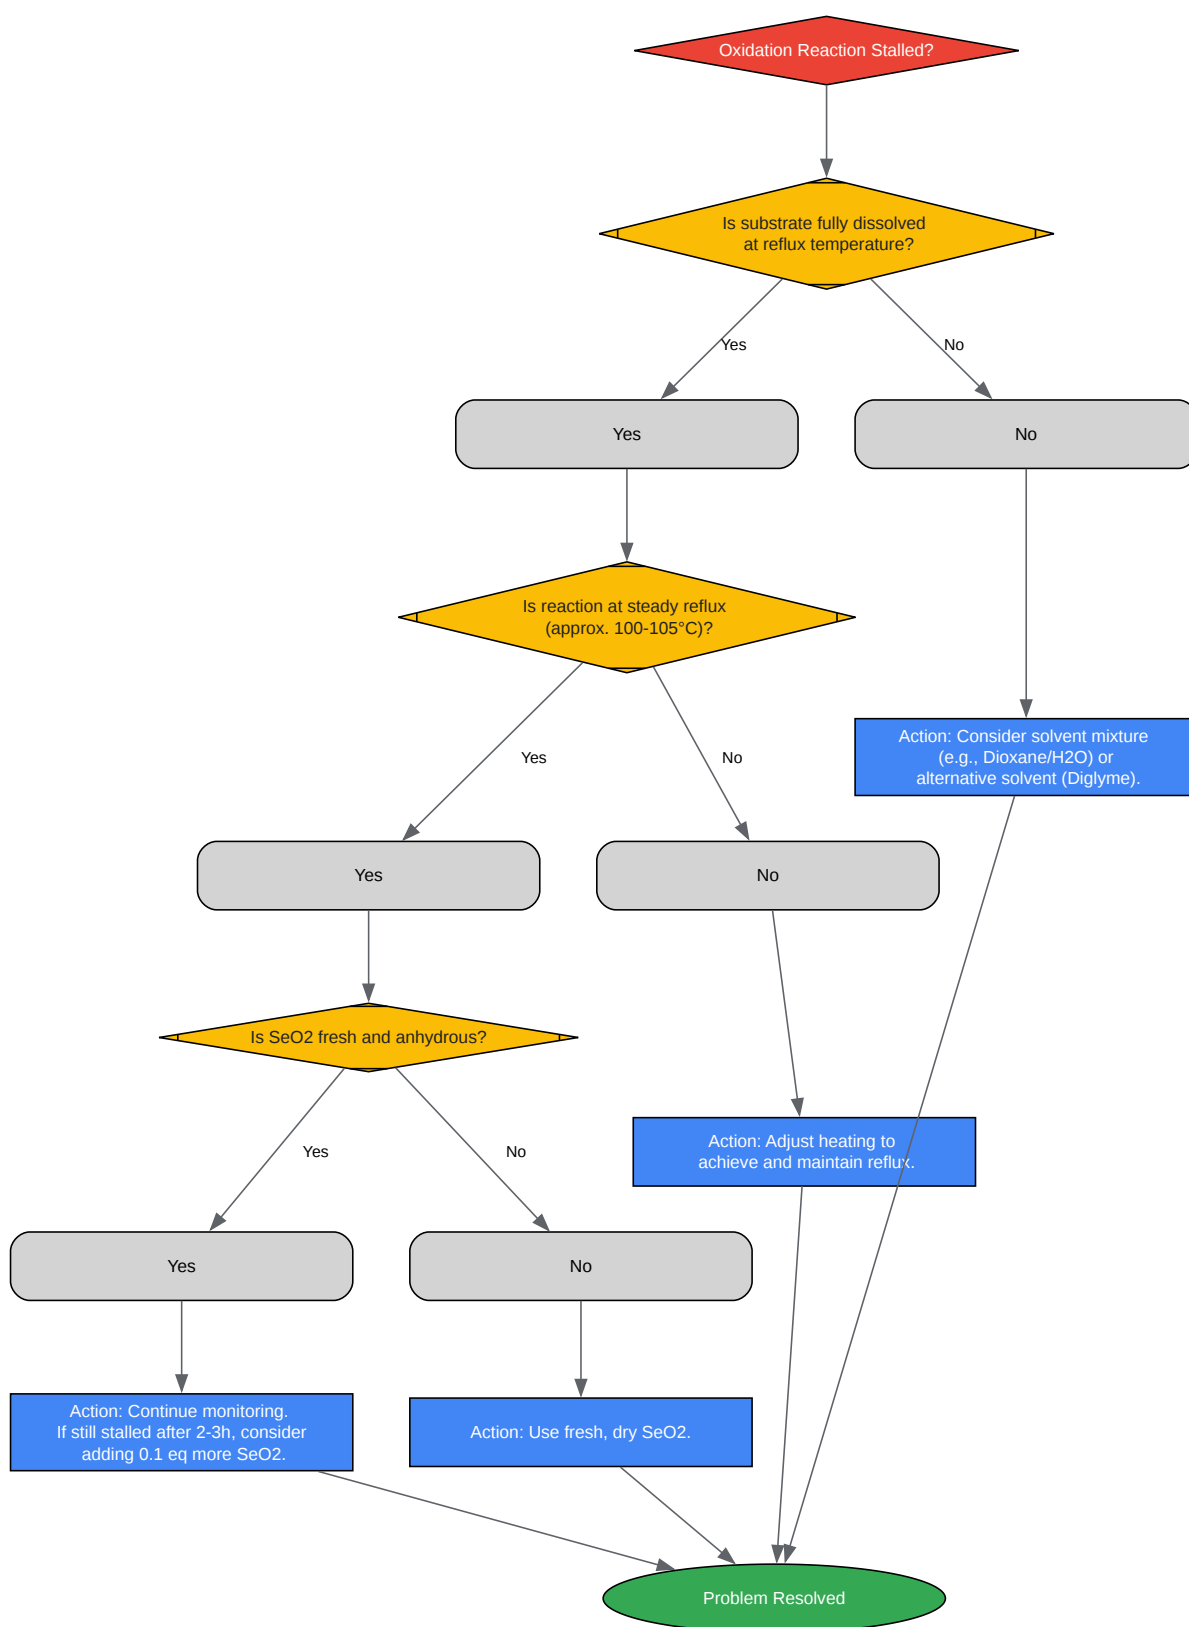 Oxidation Reaction Stalled?
Is substrate fully dissolved
at reflux temperature?
Yes
No
Yes
No
Is reaction at steady reflux
(approx. 100-105°C)?
Action: Consider solvent mixture
(e.g., Dioxane/H2O) or
alternative solvent (Diglyme).
Yes
No
Yes
No
Is SeO2 fresh and anhydrous?
Action: Adjust heating to
achieve and maintain reflux.
Yes
No
Yes
No
Action: Continue monitoring.
If still stalled after 2-3h, consider
adding 0.1 eq more SeO2.
Action: Use fresh, dry SeO2.
Problem Resolved